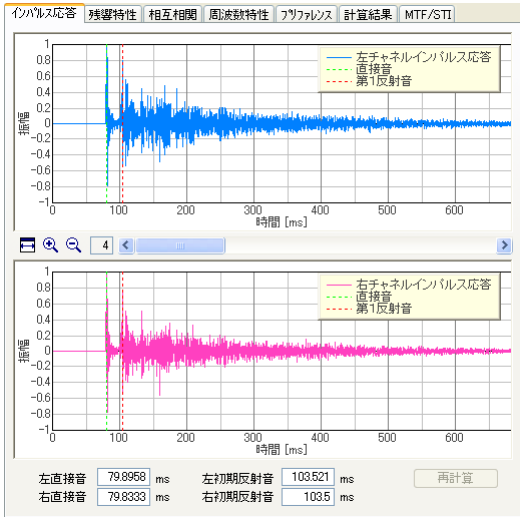 インパルス応答 残響特性 相互相関 周波数特性 プリファレンス 計算結果 MTF/STI
1
0.8
0.6
0.4
0.2
0
-0.2
-0.4
-0.6
-0.8
-1
振幅
左チャネルインパルス応答
直接音
第1反射音
0 100 200 300 400 500 600
時間 [ms]
4
1
0.8
0.6
0.4
0.2
0
-0.2
-0.4
-0.6
-0.8
-1
振幅
右チャネルインパルス応答
直接音
第1反射音
0 100 200 300 400 500 600
時間 [ms]
左直接音 79.8958 ms 左初期反射音 103.521 ms 再計算
右直接音 79.8333 ms 右初期反射音 103.5 ms